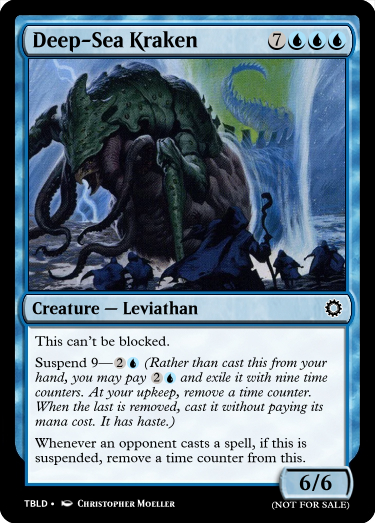 Deep-Sea Kraken 7
Creature — Leviathan
This can't be blocked.
Suspend 9—2 (Rather than cast this from your
hand, you may pay 2 and exile it with nine time
counters. At your upkeep, remove a time counter.
When the last is removed, cast it without paying its
mana cost. It has haste.)
Whenever an opponent casts a spell, if this is
suspended, remove a time counter from this.
6/6
TBLD • Christopher Moeller
(NOT FOR SALE)